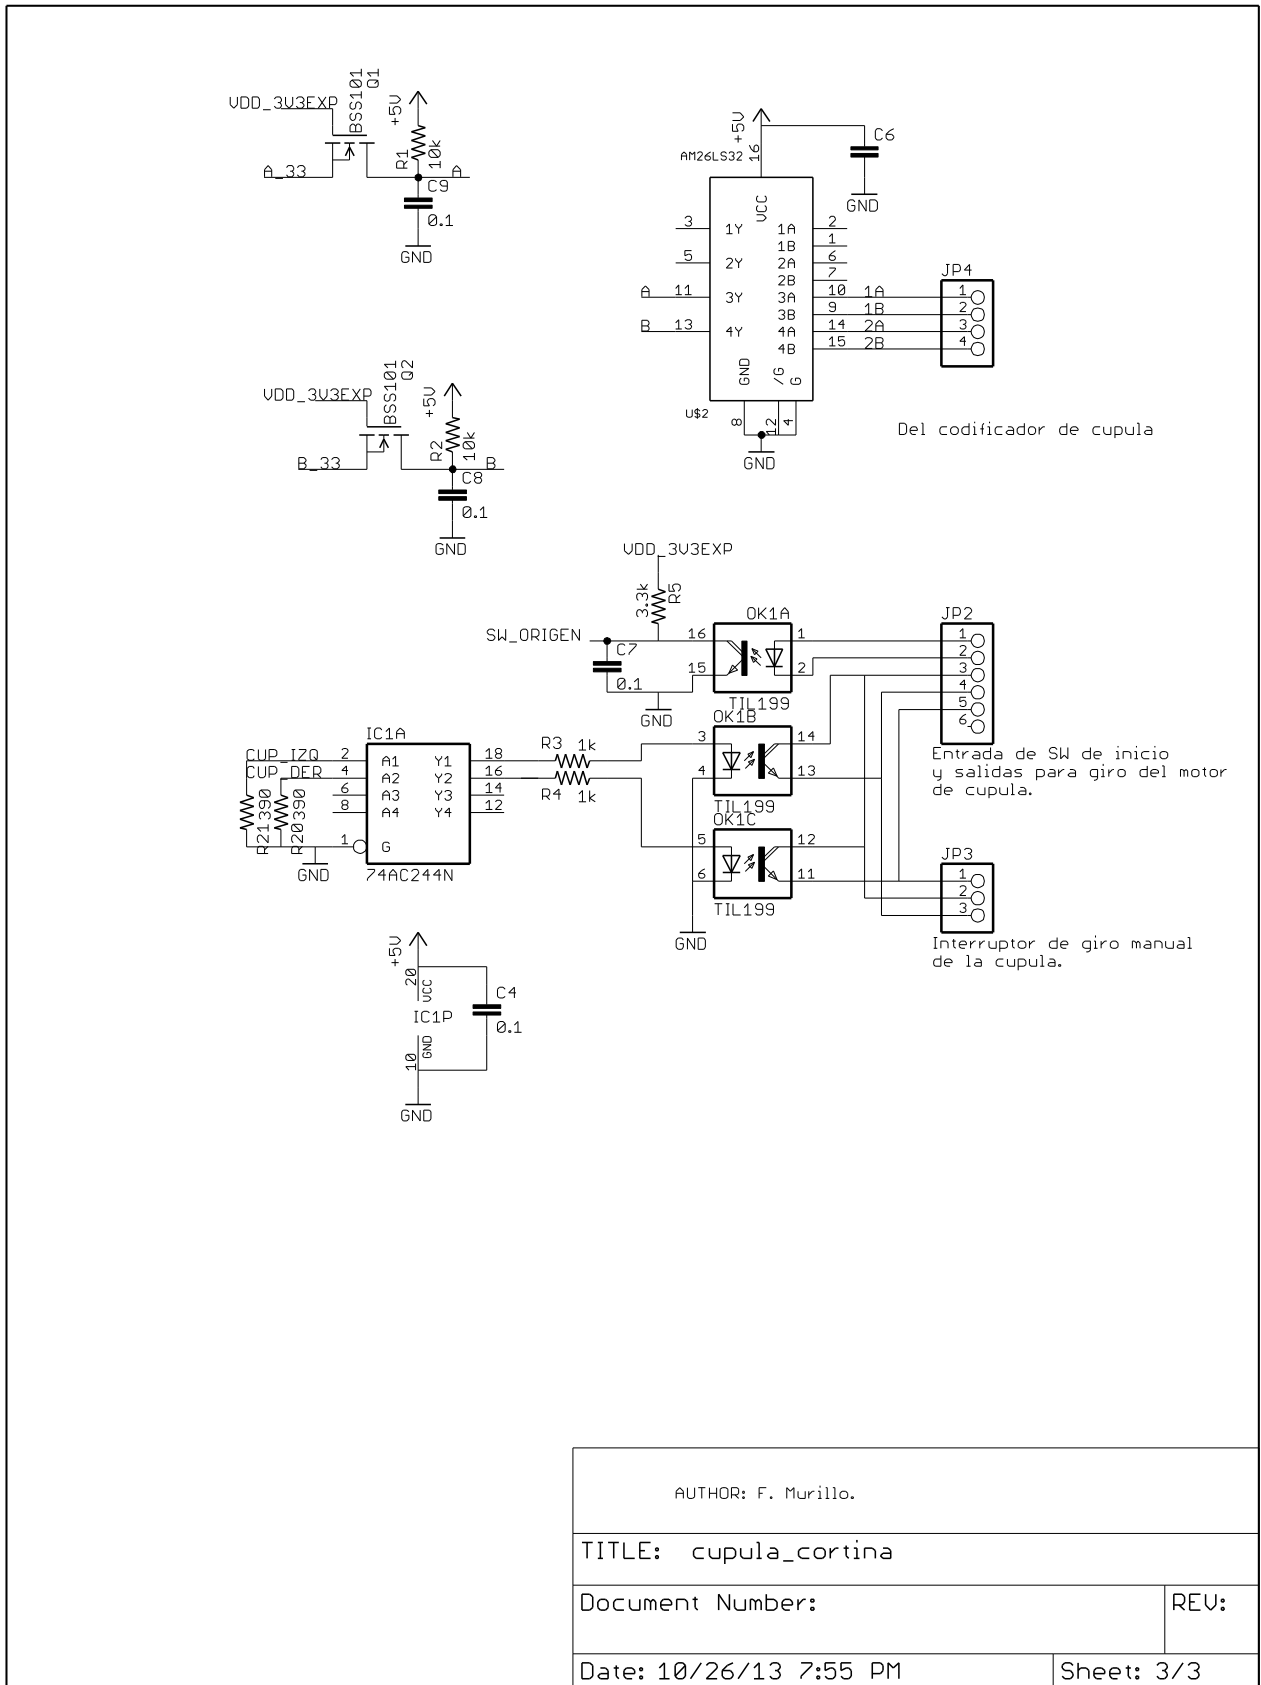 VDD_3V3EXP
BSS101
Q1
+5V
R1
10k
A_33
A
C9
0.1
GND
+5V
16
AM26LS32
C6
GND
VCC
3
1Y
1A
2
1B
1
5
2Y
2A
6
2B
7
JP4
A
11
3Y
3A
10
1A
1
3B
9
1B
2
B
13
4Y
4A
14
2A
3
4B
15
2B
4
GND
/G
G
U$2
8
12
4
GND
Del codificador de cupula
VDD_3V3EXP
BSS101
Q2
+5V
R2
10k
B_33
B
C8
0.1
GND
VDD_3V3EXP
3.3k
R5
SW_ORIGEN
C7
0.1
GND
OK1A
16
1
15
2
TIL199
JP2
1
2
3
4
5
6
Entrada de SW de inicio
y salidas para giro del motor
de cupula.
OK1B
3
14
4
13
TIL199
OK1C
5
12
6
11
TIL199
GND
IC1A
CUP_IZQ
2
A1
Y1
18
CUP_DER
4
A2
Y2
16
6
A3
Y3
14
8
A4
Y4
12
1
G
74AC244N
R21
390
R20
390
GND
R3
1k
R4
1k
JP3
1
2
3
Interruptor de giro manual
de la cupula.
+5V
20
VCC
IC1P
GND
10
C4
0.1
GND
AUTHOR: F. Murillo.
TITLE: cupula_cortina
Document Number:
REV:
Date: 10/26/13 7:55 PM
Sheet: 3/3